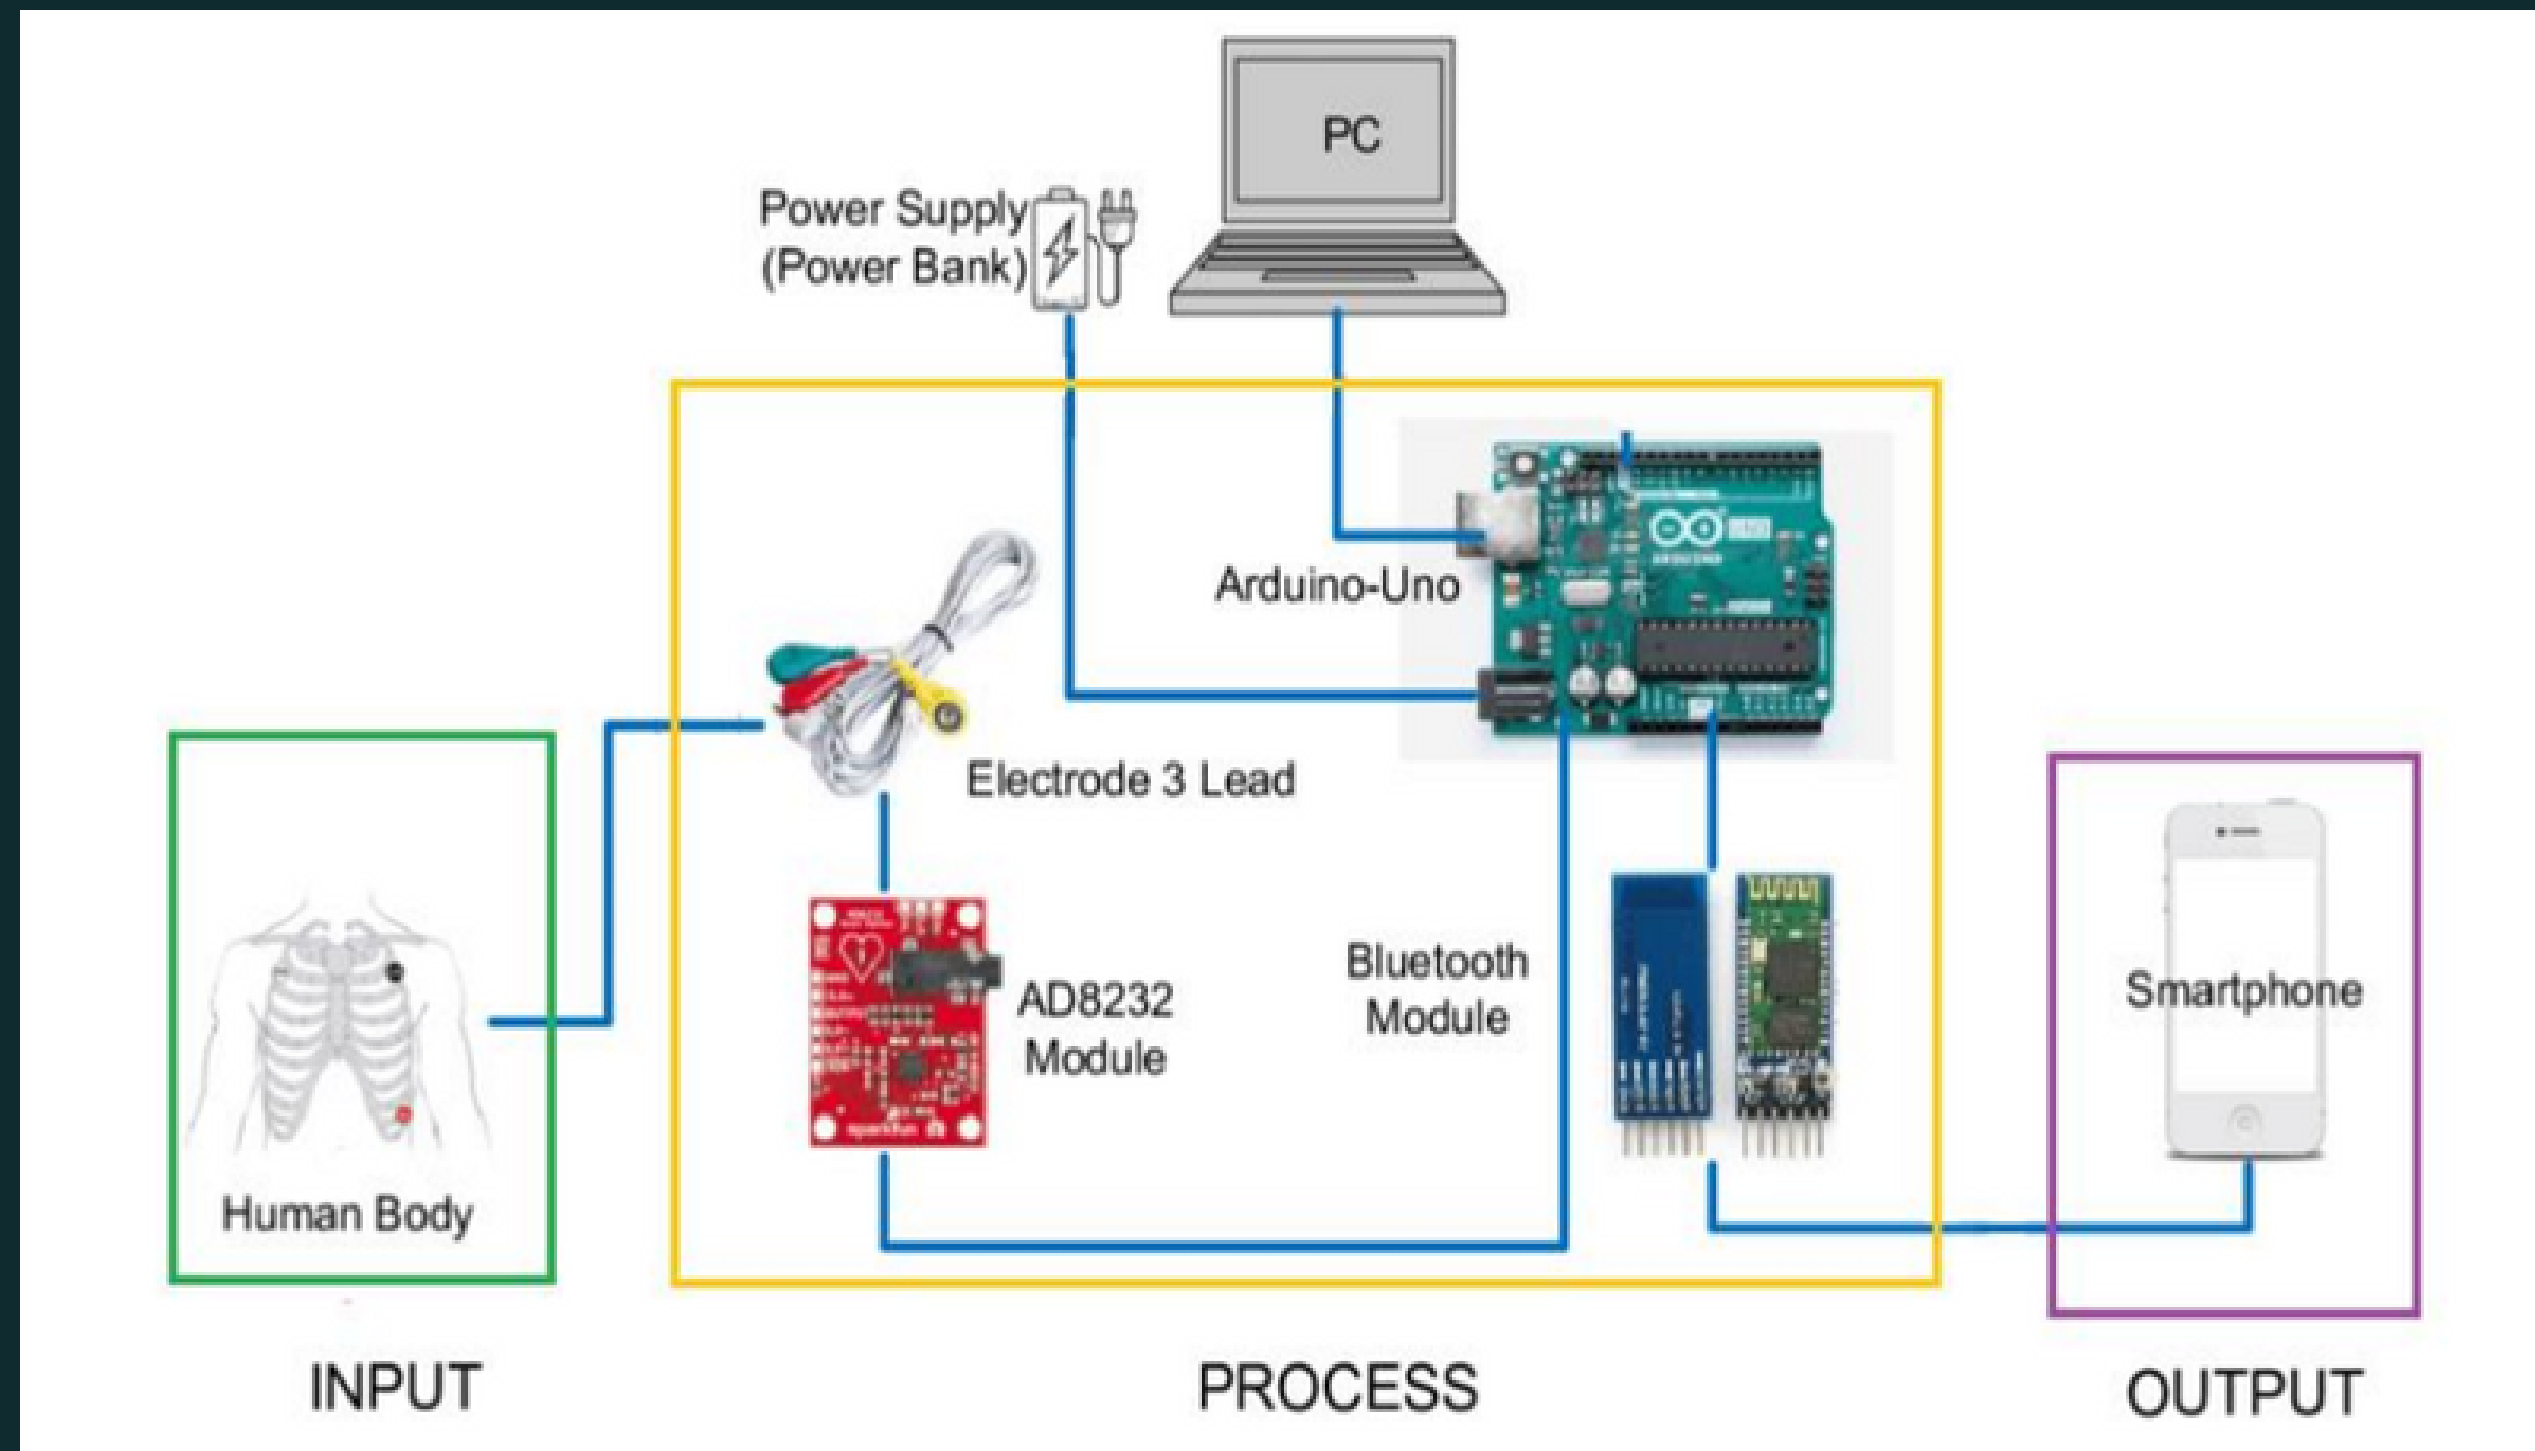 PC
Power Supply
(Power Bank)
Arduino-Uno
Electrode 3 Lead
AD8232
Module
Bluetooth
Module
Smartphone
Human Body
INPUT
PROCESS
OUTPUT